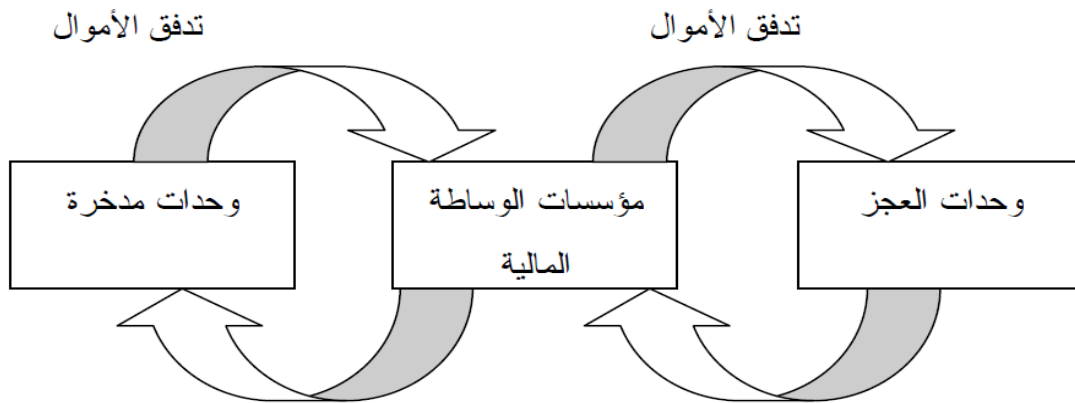 تدفق الأموال
تدفق الأموال
وحدات العجز
مؤسسات الوساطة
المالية
وحدات مدخرة